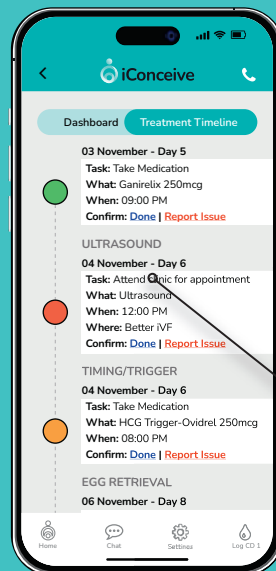 iConceive
Dashboard Treatment Timeline
03 November - Day 5
Task: Take Medication
What: Ganirelix 250mcg
When: 09:00 PM
Confirm: Done | Report Issue
ULTRASOUND
04 November - Day 6
Task: Attend Clinic for appointment
What: Ultrasound
When: 12:00 PM
Where: Better iVF
Confirm: Done | Report Issue
TIMING/TRIGGER
04 November - Day 6
Task: Take Medication
What: HCG Trigger-Ovidrel 250mcg
When: 08:00 PM
Confirm: Done | Report Issue
EGG RETRIEVAL
06 November - Day 8
Home Chat Settings Log CD 1